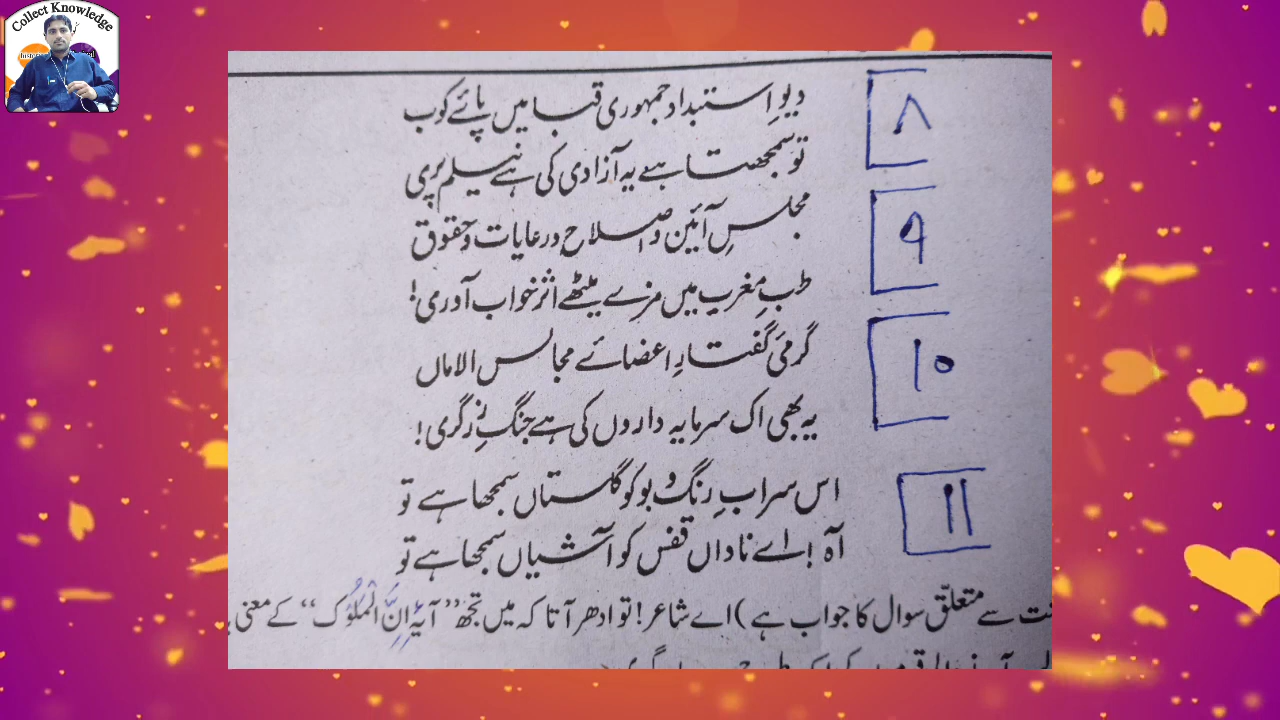 Collect Knowledge
۸
دیوِ استبداد جمہوری قبا میں پائے کوب
تو سمجھتا ہے یہ آزادی کی ہے نیلم پری
۹
مجلسِ آئین و اصلاح و رعایات و حقوق
طبِ مغرب میں مزے میٹھے اثر خواب آوری!
۱۰
گرمیٔ گفتارِ اعضائے مجالس الاماں
یہ بھی اک سرمایہ داروں کی ہے جنگِ زرگری!
۱۱
اس سرابِ رنگ و بو کو گلستاں سمجھا ہے تو
آہ! اے ناداں قفس کو آشیاں سمجھا ہے تو
سے متعلّق سوال کا جواب ہے) اے شاعر! تو ادھر آ تا کہ میں تجھ ”آیۂ اِنَّ الْمُلُوْک“ کے معنی